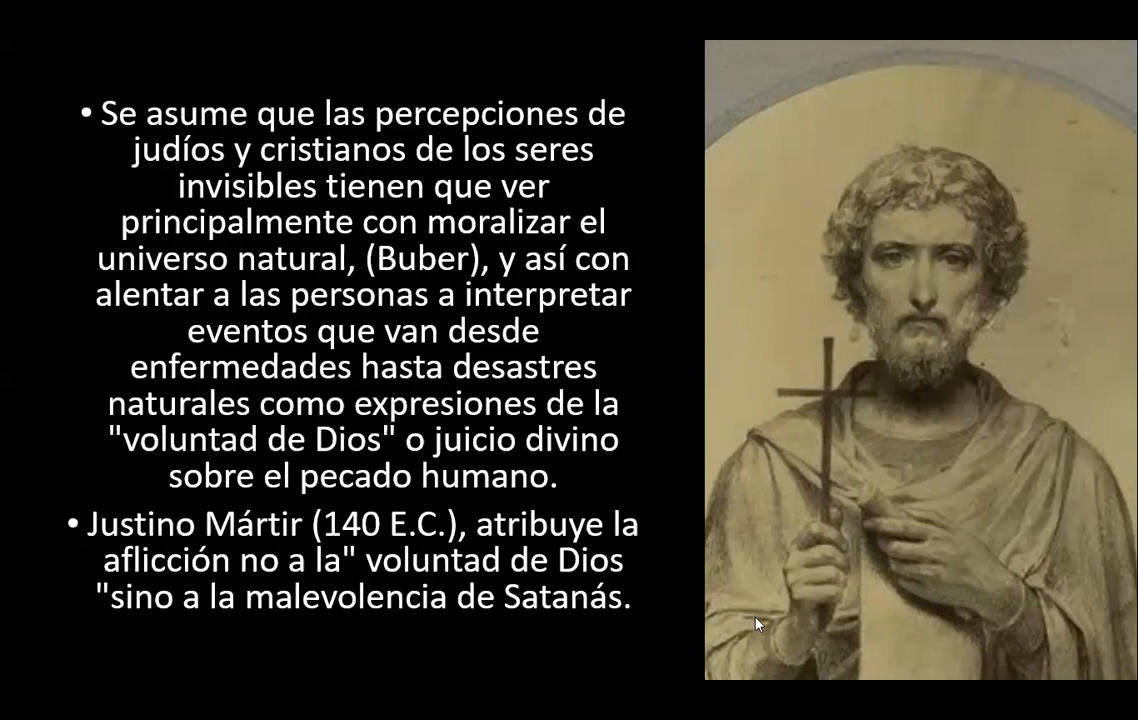 • Se asume que las percepciones de
judíos y cristianos de los seres
invisibles tienen que ver
principalmente con moralizar el
universo natural, (Buber), y así con
alentar a las personas a interpretar
eventos que van desde
enfermedades hasta desastres
naturales como expresiones de la
"voluntad de Dios" o juicio divino
sobre el pecado humano.
• Justino Mártir (140 E.C.), atribuye la
aflicción no a la" voluntad de Dios
"sino a la malevolencia de Satanás.